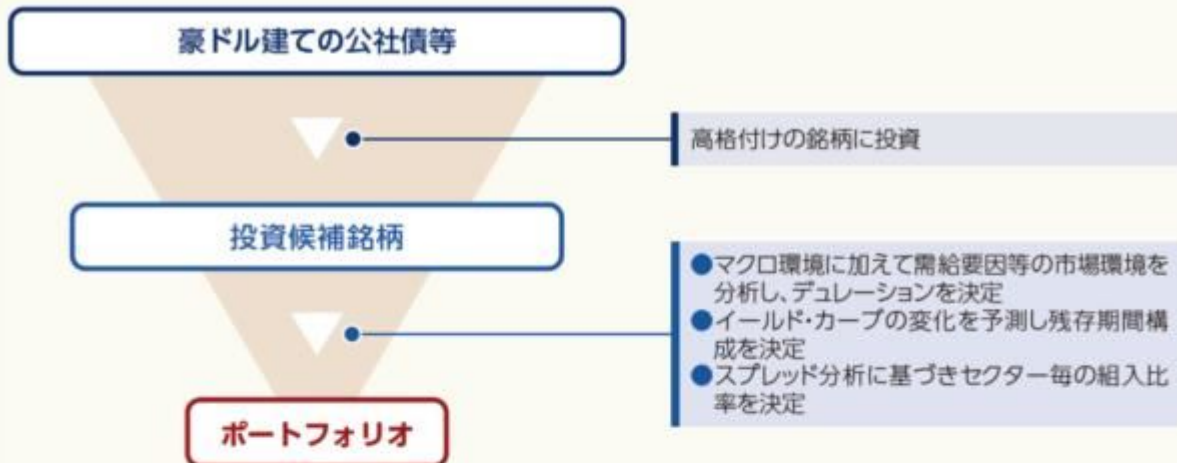 豪ドル建ての公社債等
高格付けの銘柄に投資
投資候補銘柄
●マクロ環境に加えて需給要因等の市場環境を
分析し、デュレーションを決定
●イールド・カーブの変化を予測し残存期間構
成を決定
●スプレッド分析に基づきセクター毎の組入比
率を決定
ポートフォリオ